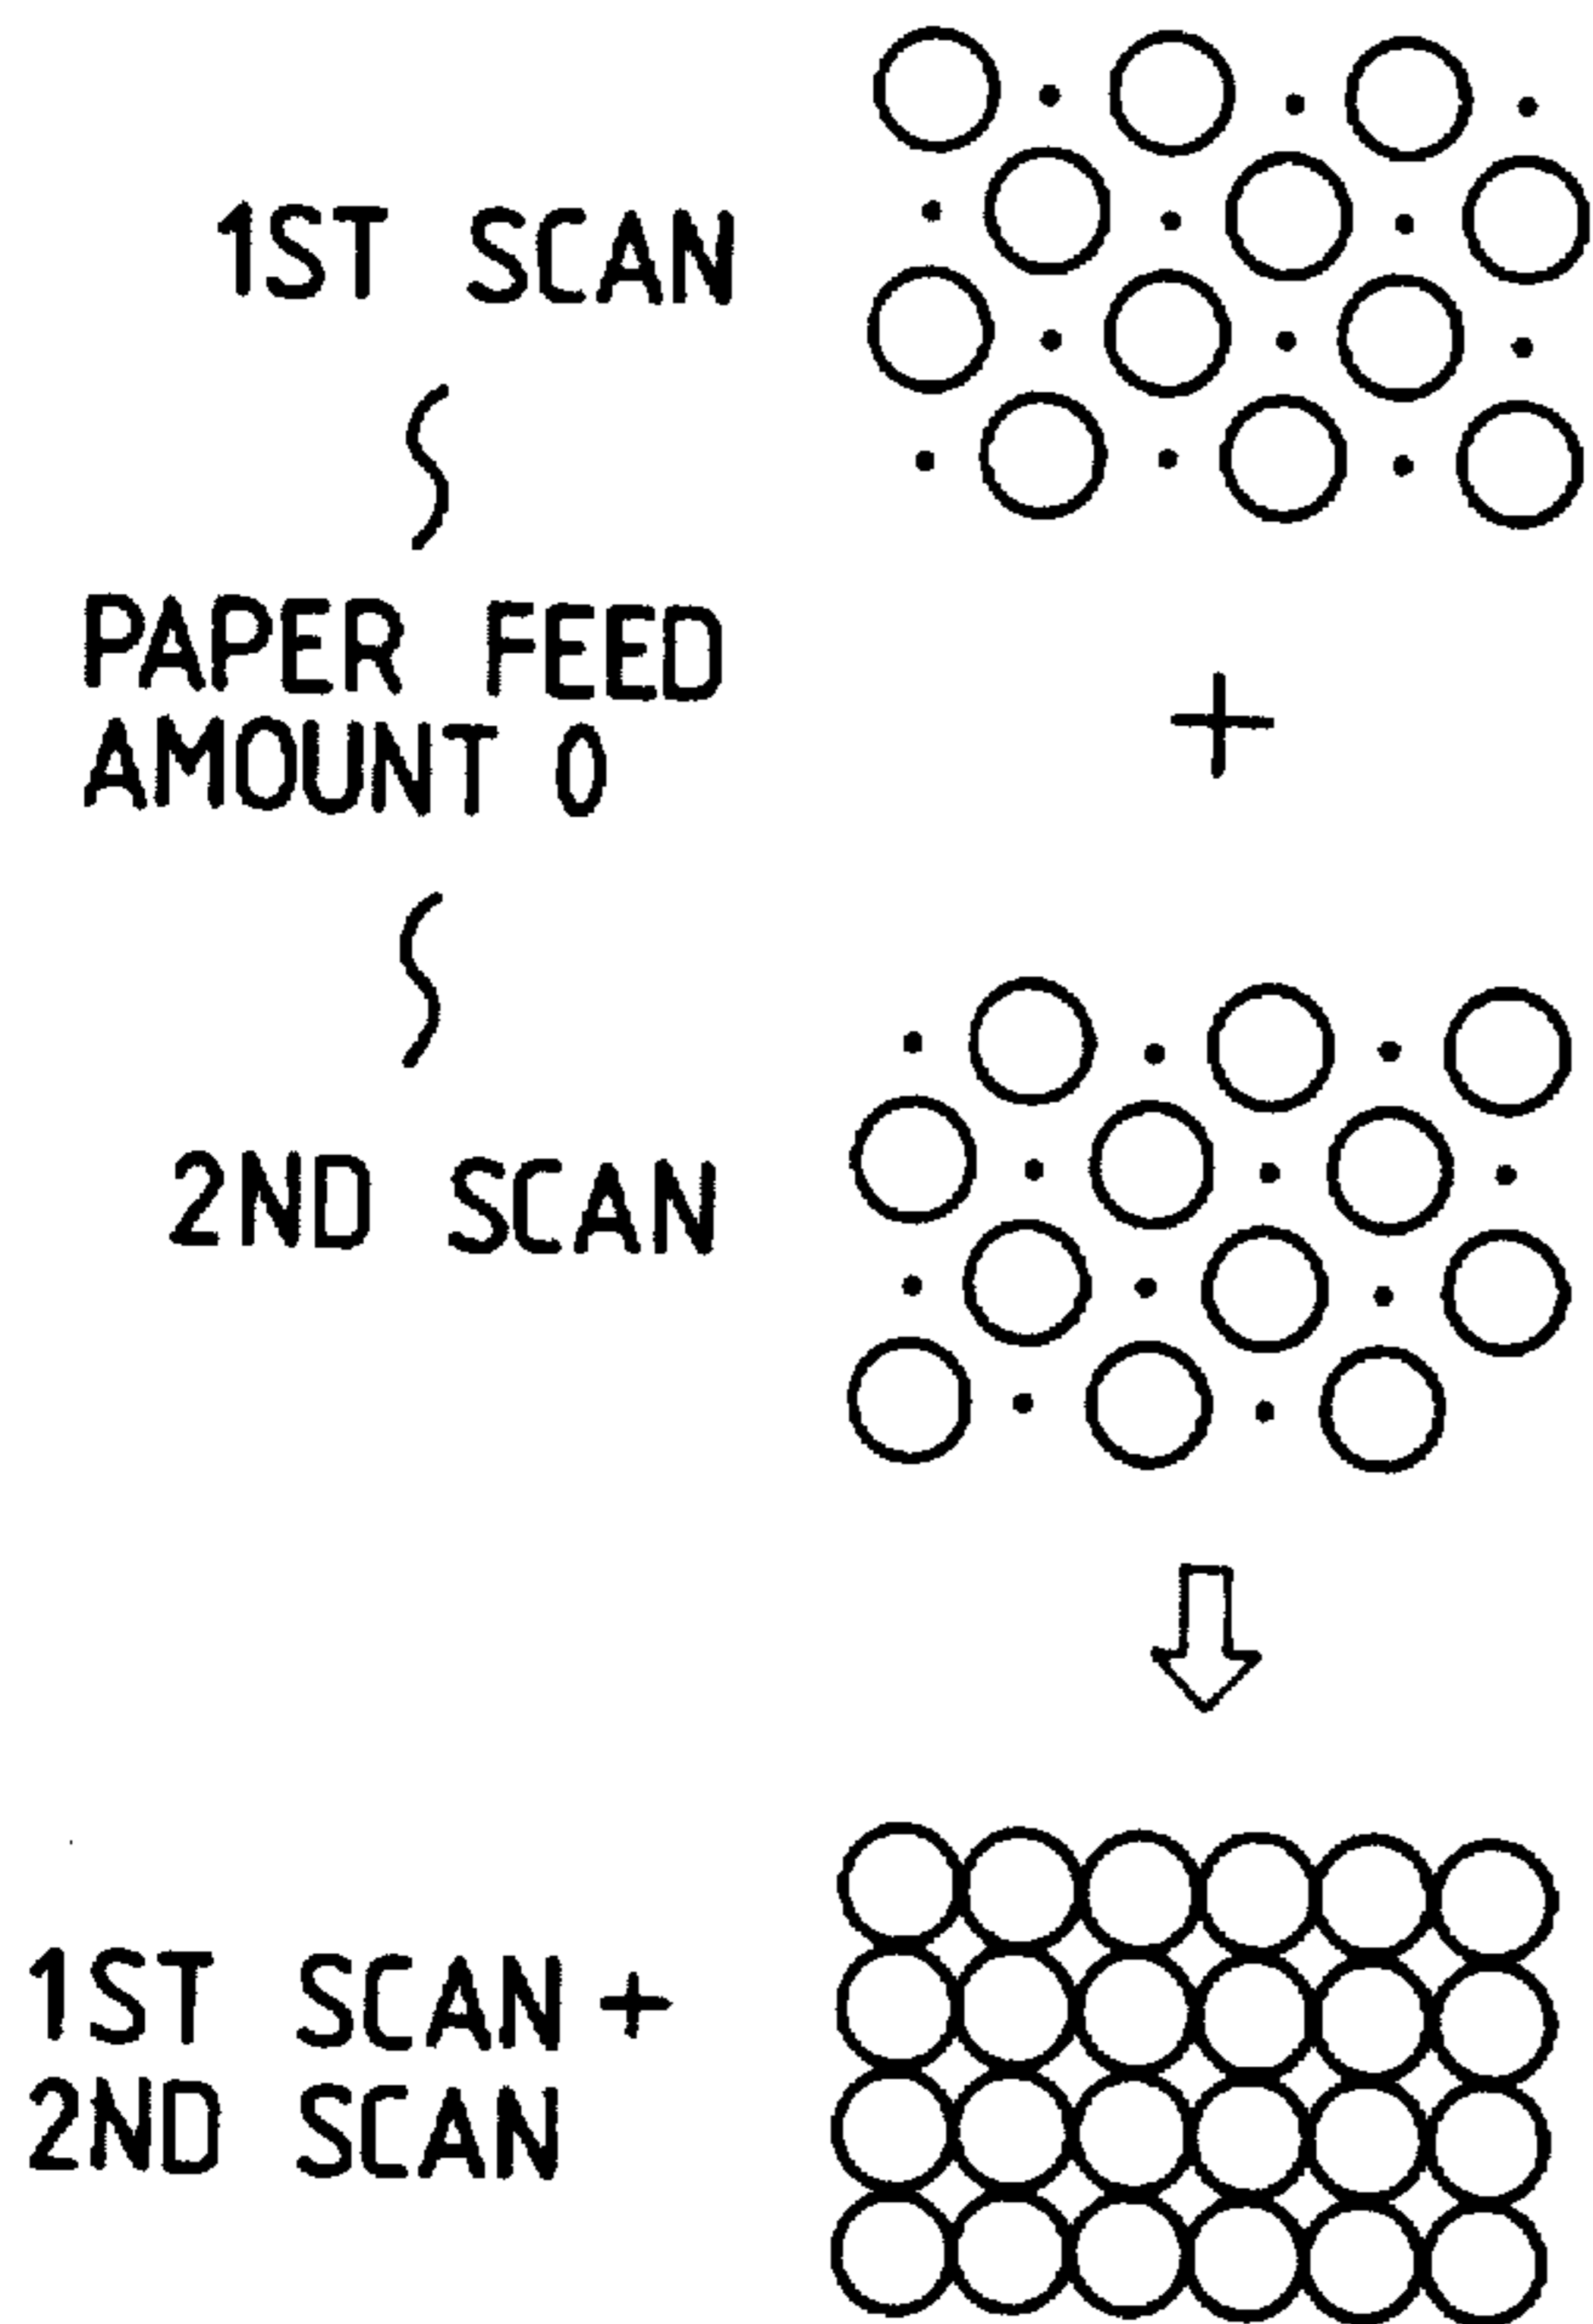 1ST SCAN
PAPER FEED
AMOUNT 0
+
2ND SCAN
1ST SCAN +
2ND SCAN